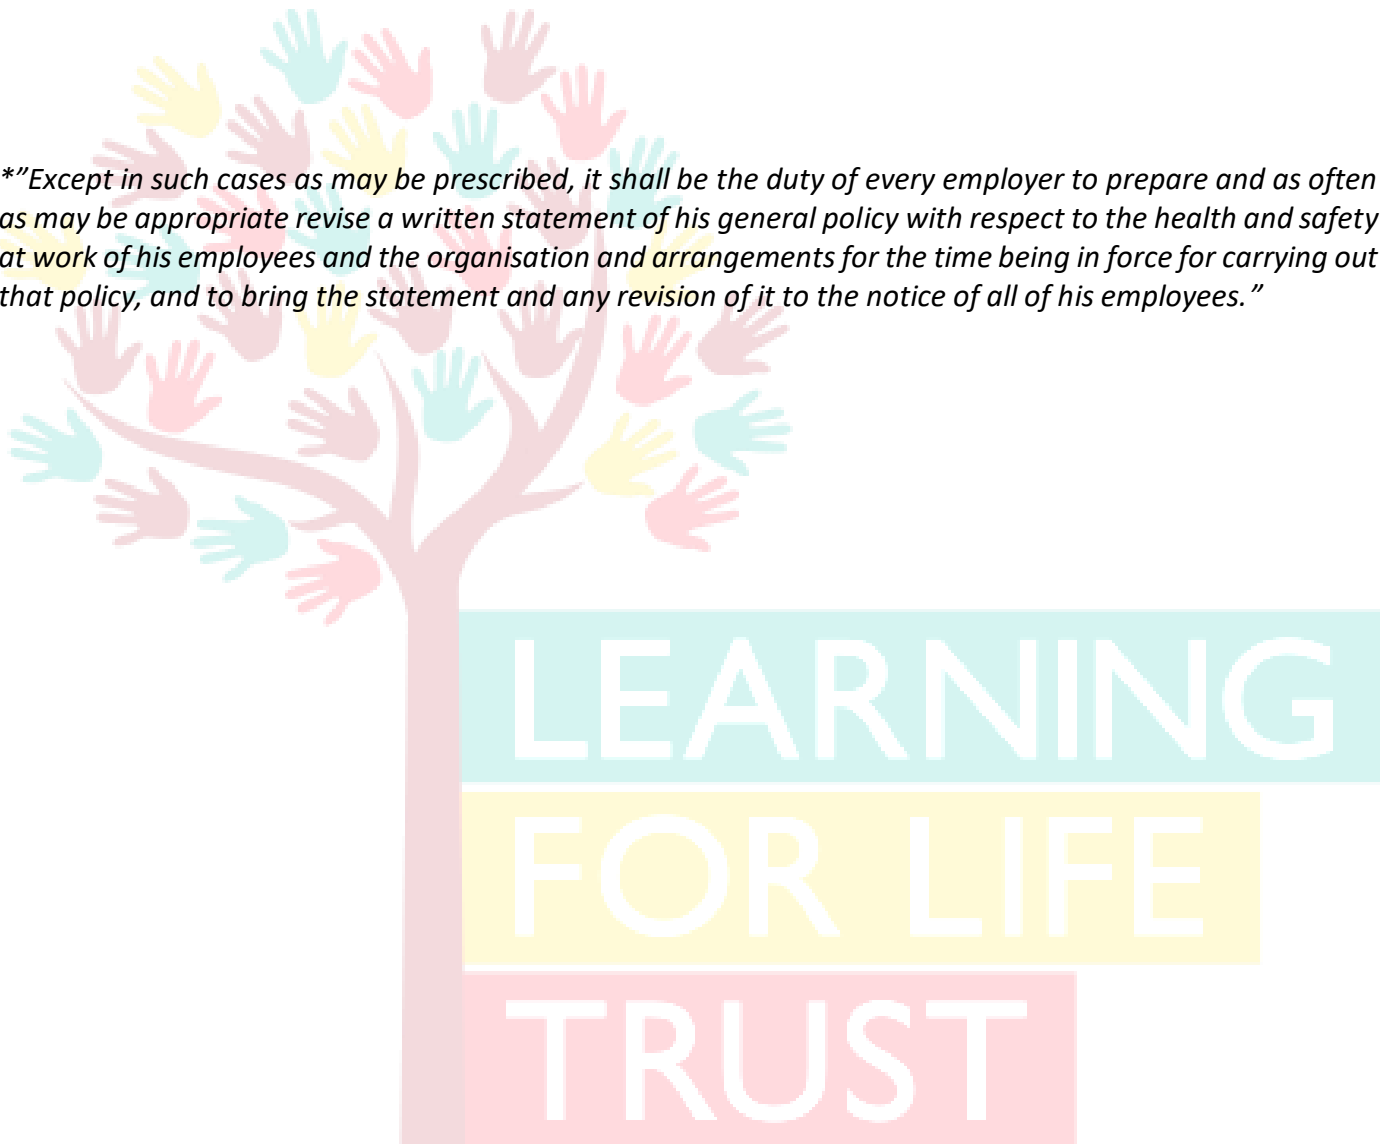 *”Except in such cases as may be prescribed, it shall be the duty of every employer to prepare and as often
as may be appropriate revise a written statement of his general policy with respect to the health and safety
at work of his employees and the organisation and arrangements for the time being in force for carrying out
that policy, and to bring the statement and any revision of it to the notice of all of his employees.”
LEARNING
FOR LIFE
TRUST